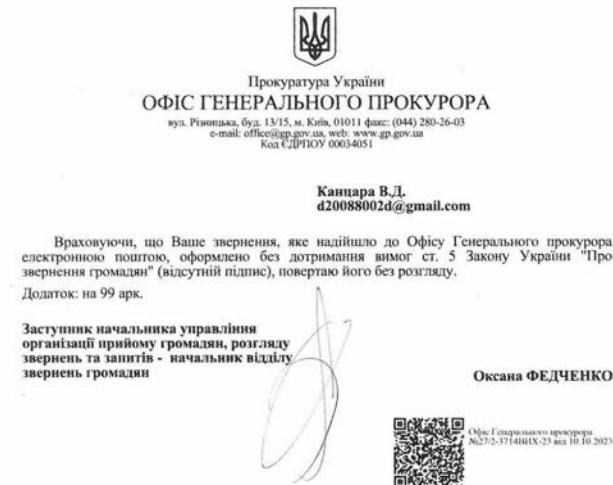 Прокуратура України
ОФІС ГЕНЕРАЛЬНОГО ПРОКУРОРА
вул. Різницька, буд. 13/15, м. Київ, 01011 факс: (044) 280-26-03
e-mail: office@gp.gov.ua, web: www.gp.gov.ua
Код ЄДРПОУ 00034051
Канцара В.Д.
d20088002d@gmail.com
Враховуючи, що Ваше звернення, яке надійшло до Офісу Генерального прокурора
електронною поштою, оформлено без дотримання вимог ст. 5 Закону України "Про
звернення громадян" (відсутній підпис), повертаю його без розгляду.
Додаток: на 99 арк.
Заступник начальника управління
організації прийому громадян, розгляду
звернень та запитів - начальник відділу
звернень громадян
Оксана ФЕДЧЕНКО
Офіс Генерального прокурора
від 10.10.2023